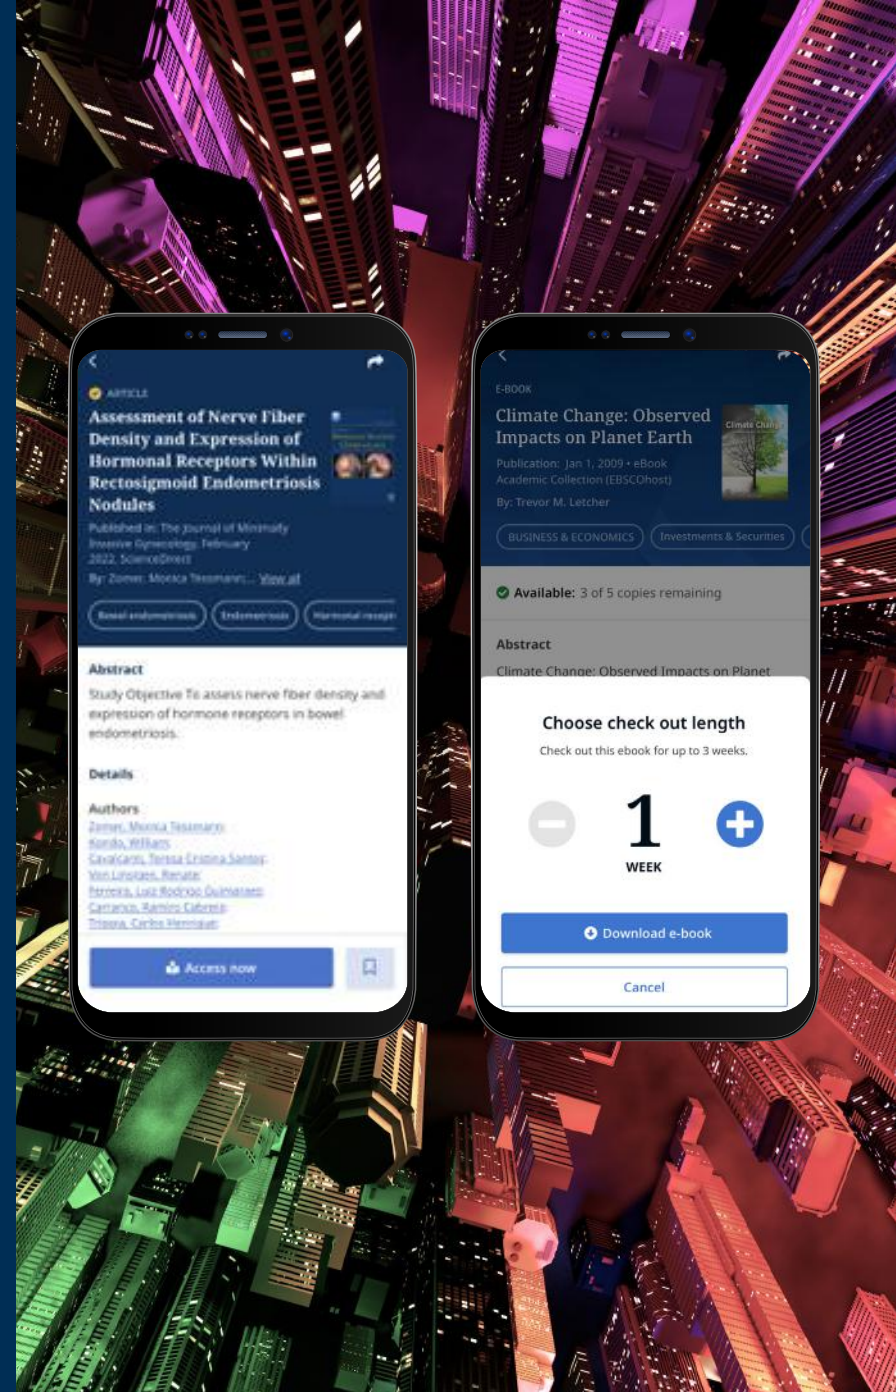 ARTICLE
Assessment of Nerve Fiber
Density and Expression of
Hormonal Receptors Within
Rectosigmoid Endometriosis
Nodules
Published in: The Journal of Minimally
Invasive Gynecology, February
2022, ScienceDirect
By: Zomer, Monica Tessmann;... View all
Bowel endometriosis
Endometriosis
Hormonal recept
Abstract
Study Objective To assess nerve fiber density and
expression of hormone receptors in bowel
endometriosis.
Details
Authors
Zomer, Monica Tessmann;
Kondo, William;
Cavalcanti, Teresa Cristina Santos;
Von Linsingen, Renate;
Ferreira, Luiz Rodrigo Guimaraes;
Carranco, Ramiro Cabrera;
Trippia, Carlos Henrique;
Access now
E-BOOK
Climate Change: Observed
Impacts on Planet Earth
Climate Change
Publication: Jan 1, 2009 • eBook
Academic Collection (EBSCOhost)
By: Trevor M. Letcher
BUSINESS & ECONOMICS
Investments & Securities
Available: 3 of 5 copies remaining
Abstract
Climate Change: Observed Impacts on Planet
Choose check out length
Check out this ebook for up to 3 weeks.
1
WEEK
Download e-book
Cancel